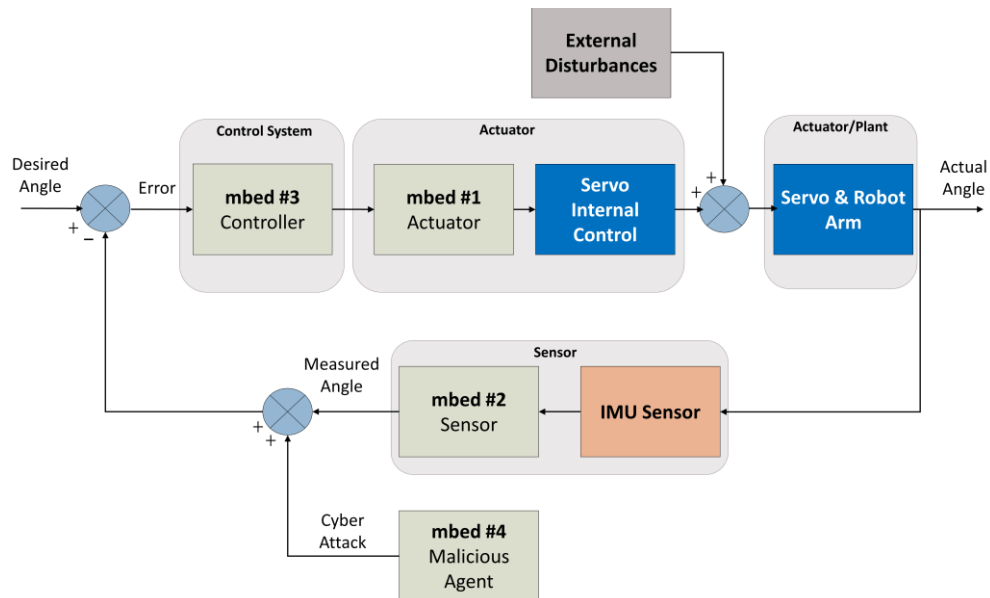 External
Disturbances
Control System
Actuator
Actuator/Plant
Desired
Angle
Error
mbed #3
Controller
mbed #1
Actuator
Servo
Internal
Control
+
+
Servo & Robot
Arm
Actual
Angle
+
−
Sensor
Measured
Angle
mbed #2
Sensor
IMU Sensor
+
+
Cyber
Attack
mbed #4
Malicious
Agent